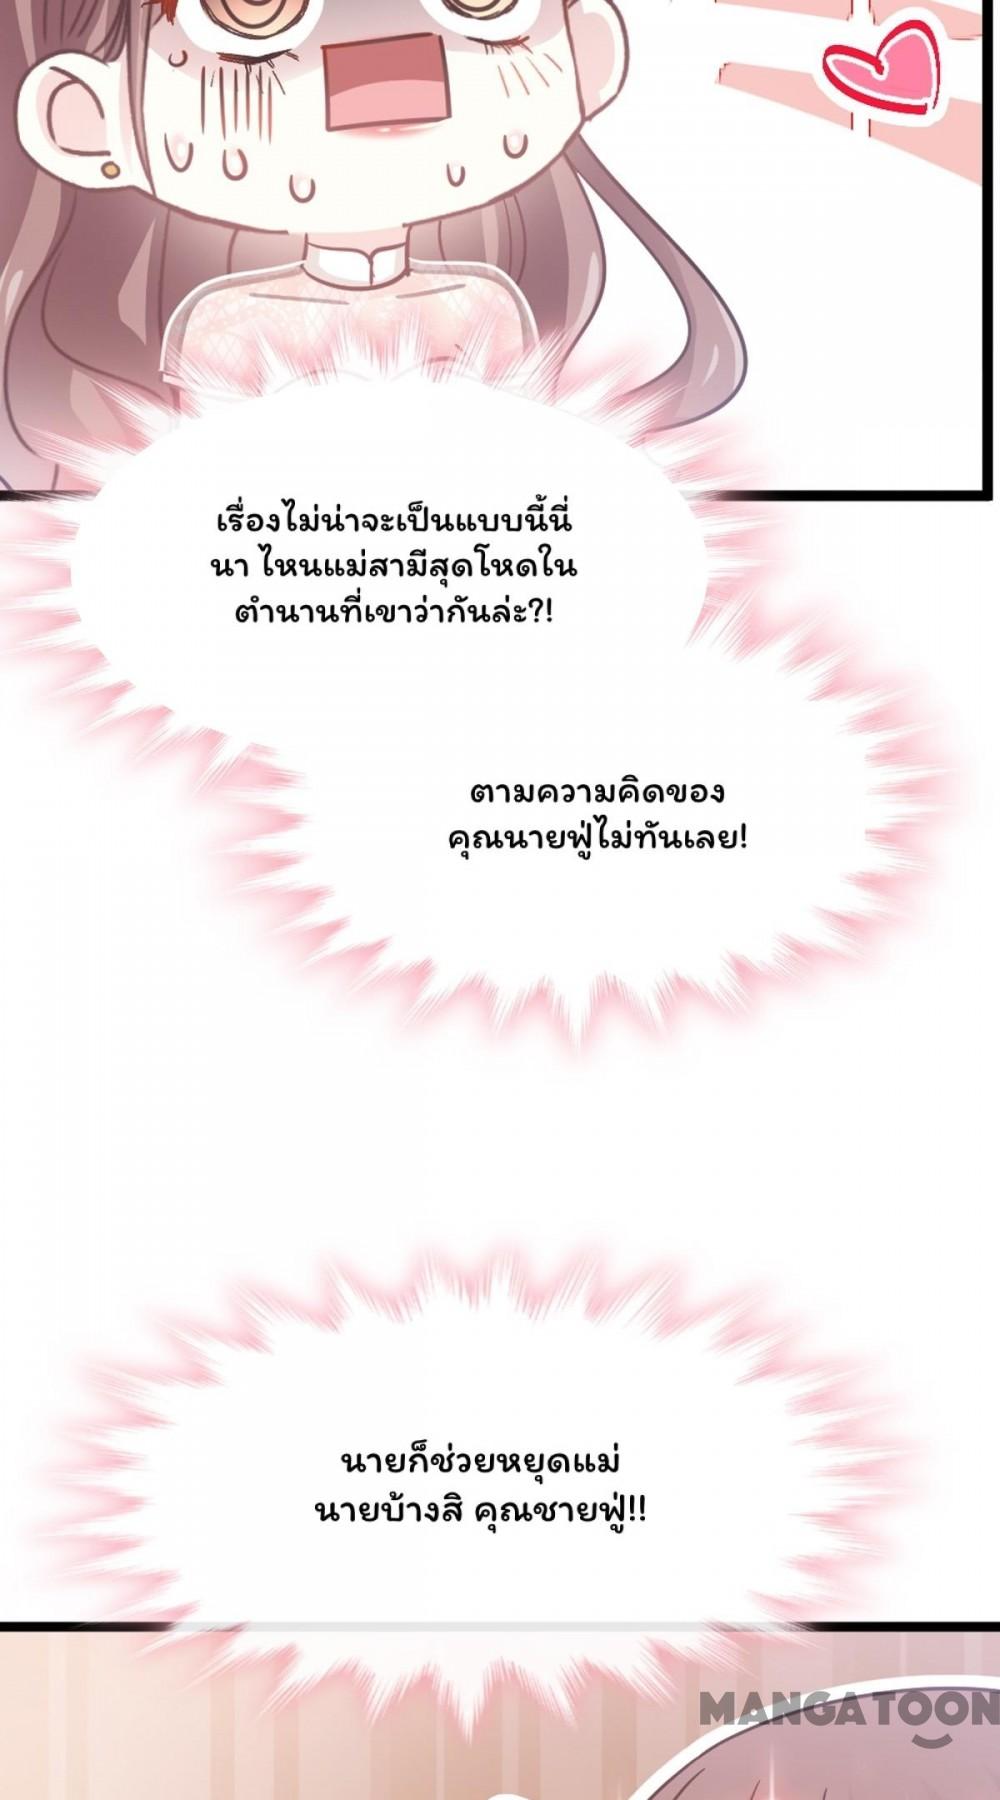 เรื่องไม่น่าจะเป็นแบบนี้นี่
นา ไหนแม่สามีสุดโหดใน
ตำนานที่เขาว่ากันล่ะ?!
ตามความคิดของ
คุณนายฟู่ไม่ทันเลย!
นายก็ช่วยหยุดแม่
นายบ้างสิ คุณชายฟู่!!
MANGATOON